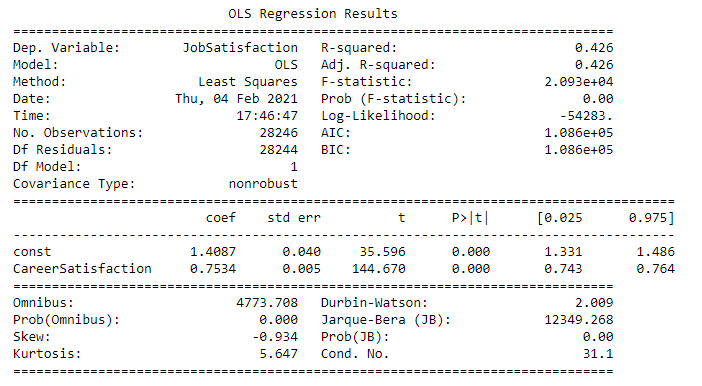 OLS Regression Results
==============================================================================
Dep. Variable:        JobSatisfaction   R-squared:                       0.426
Model:                            OLS   Adj. R-squared:                  0.426
Method:                 Least Squares   F-statistic:                 2.093e+04
Date:                Thu, 04 Feb 2021   Prob (F-statistic):               0.00
Time:                        17:46:47   Log-Likelihood:                -54283.
No. Observations:               28246   AIC:                         1.086e+05
Df Residuals:                   28244   BIC:                         1.086e+05
Df Model:                           1
Covariance Type:            nonrobust
======================================================================================
                         coef    std err          t      P>|t|      [0.025      0.975]
--------------------------------------------------------------------------------------
const                  1.4087      0.040     35.596      0.000       1.331       1.486
CareerSatisfaction     0.7534      0.005    144.670      0.000       0.743       0.764
==============================================================================
Omnibus:                     4773.708   Durbin-Watson:                   2.009
Prob(Omnibus):                  0.000   Jarque-Bera (JB):            12349.268
Skew:                          -0.934   Prob(JB):                         0.00
Kurtosis:                       5.647   Cond. No.                         31.1
==============================================================================